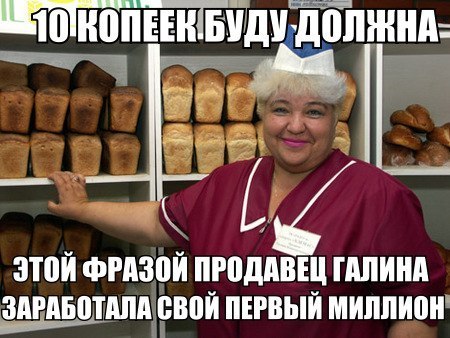 10 КОПЕЕК БУДУ ДОЛЖНА
ЭТОЙ ФРАЗОЙ ПРОДАВЕЦ ГАЛИНА
ЗАРАБОТАЛА СВОЙ ПЕРВЫЙ МИЛЛИОН